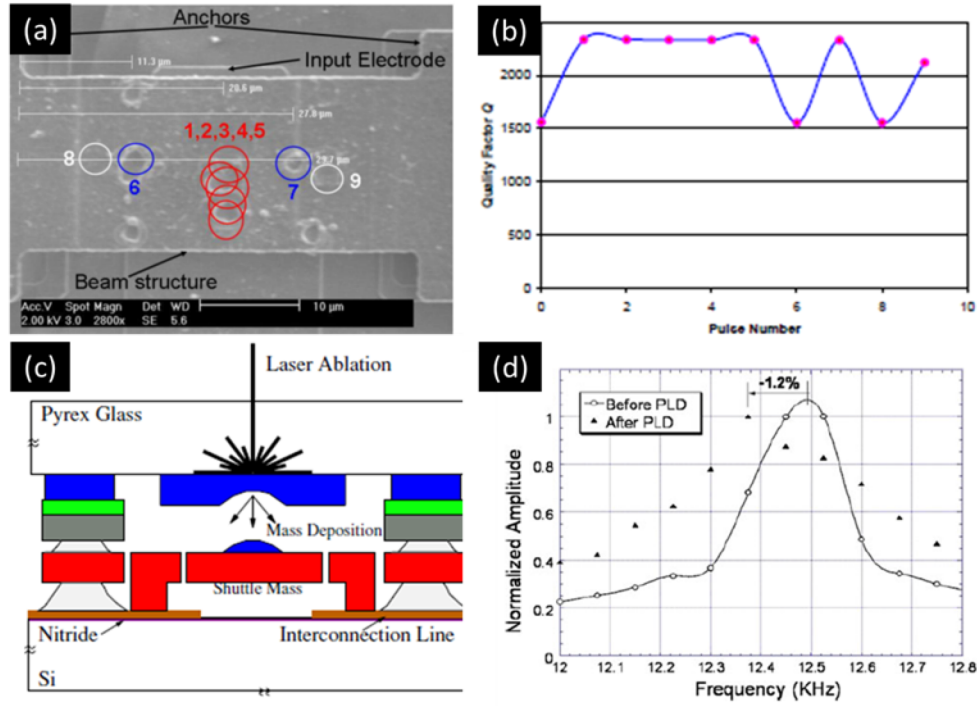 (a)
Anchors
11.3 µm
Input Electrode
20.6 µm
27.8 µm
1,2,3,4,5
8
6
7
9
Beam structure
Acc.V Spot Magn Det WD
2.00 kV 3.0 2800x SE 5.6
10 µm
(b)
Quality Factor Q
2000
1500
1000
500
0
0 2 4 6 8 10
Pulse Number
(c)
Laser Ablation
Pyrex Glass
Mass Deposition
Shuttle Mass
Nitride
Interconnection Line
Si
(d)
-1.2%
Before PLD
After PLD
Normalized Amplitude
1
0.8
0.6
0.4
0.2
0
12 12.1 12.2 12.3 12.4 12.5 12.6 12.7 12.8
Frequency (KHz)